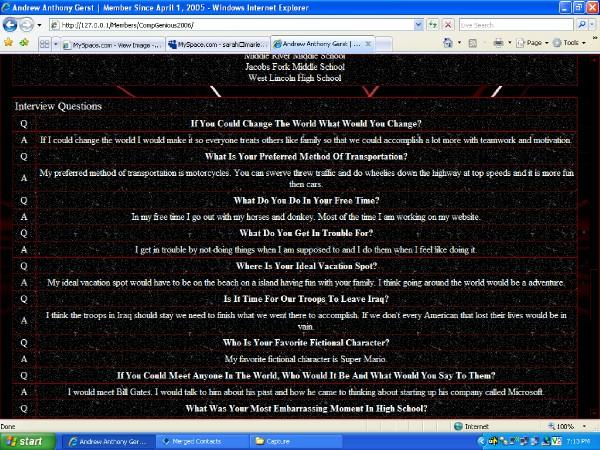 Andrew Anthony Gerst | Member Since April 1, 2005 - Windows Internet Explorer
http://127.0.0.1/Members/CompGenious2006/
Live Search
MySpace.com - View Image -...
MySpace.com - sarah marie...
Andrew Anthony Gerst | ...
Page
Tools
Middle River Middle School
Jacobs Fork Middle School
West Lincoln High School
Interview Questions
Q If You Could Change The World What Would You Change?
A If I could change the world I would make it so everyone treats others like family so that we could accomplish a lot more with teamwork and motivation.
Q What Is Your Preferred Method Of Transportation?
A My preferred method of transportation is motorcycles. You can swerve threw traffic and do wheelies down the highway at top speeds and it is more fun
then cars.
Q What Do You Do In Your Free Time?
A In my free time I go out with my horses and donkey. Most of the time I am working on my website.
Q What Do You Get In Trouble For?
A I get in trouble by not doing things when I am supposed to and I do them when I feel like doing it.
Q Where Is Your Ideal Vacation Spot?
A My ideal vacation spot would have to be on the beach on a island having fun with your family. I think going around the world would be a adventure.
Q Is It Time For Our Troops To Leave Iraq?
A I think the troops in Iraq should stay we need to finish what we went there to accomplish. If we don't every American that lost their lives would be in
vain.
Q Who Is Your Favorite Fictional Character?
A My favorite fictional character is Super Mario.
Q If You Could Meet Anyone In The World, Who Would It Be And What Would You Say To Them?
A I would meet Bill Gates. I would talk to him about his past and how he came to thinking about starting up his company called Microsoft.
Q What Was Your Most Embarrassing Moment In High School?
Done
Internet
100%
start
Andrew Anthony Ger...
Merged Contacts
Capture
7:13 PM